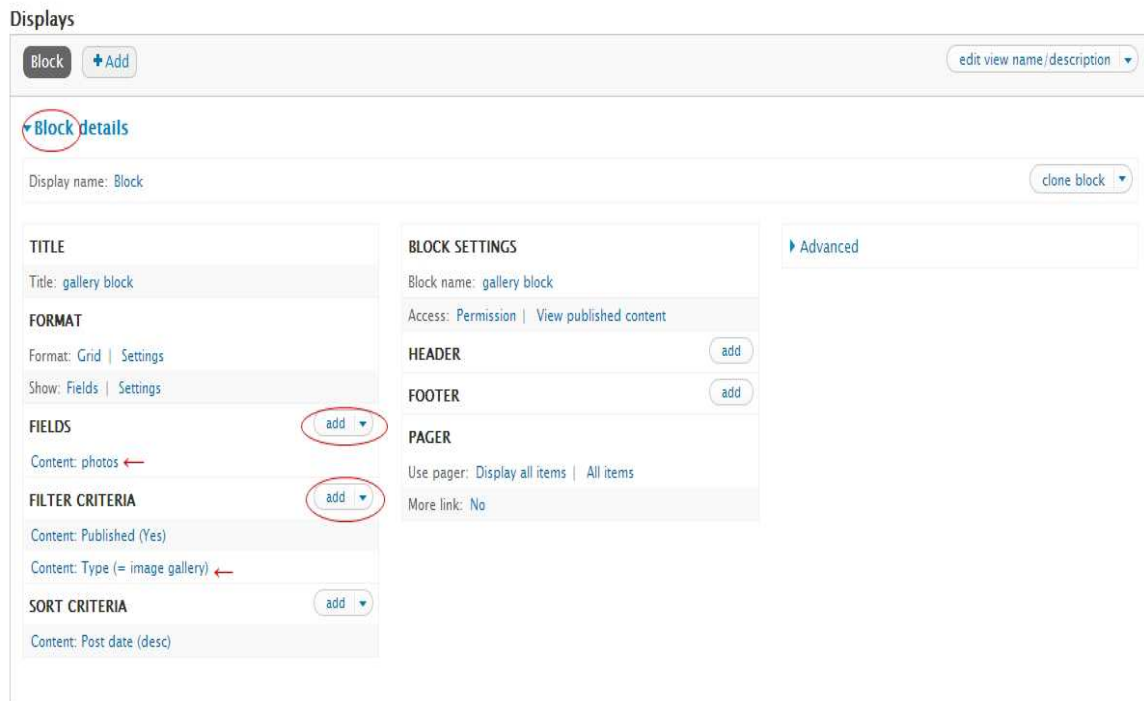 Displays
Block
+Add
edit view name/description
Block details
Display name: Block
clone block
TITLE
Title: gallery block
FORMAT
Format: Grid | Settings
Show: Fields | Settings
FIELDS
add
Content: photos
FILTER CRITERIA
add
Content: Published (Yes)
Content: Type (= image gallery)
SORT CRITERIA
add
Content: Post date (desc)
BLOCK SETTINGS
Block name: gallery block
Access: Permission | View published content
HEADER
add
FOOTER
add
PAGER
Use pager: Display all items | All items
More link: No
Advanced